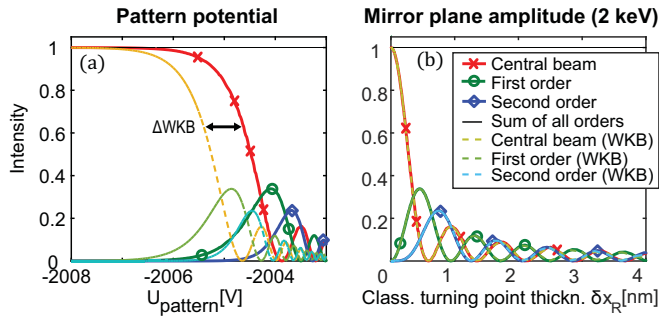 Pattern potential
Mirror plane amplitude (2 keV)
1
0.8
0.6
0.4
0.2
0
Intensity
(a)
ΔWKB
-2008
-2006
-2004
U_pattern[V]
1
0.8
0.6
0.4
0.2
0
(b)
Central beam
First order
Second order
Sum of all orders
Central beam (WKB)
First order (WKB)
Second order (WKB)
0
1
2
3
4
Class. turning point thickn. δx_R[nm]